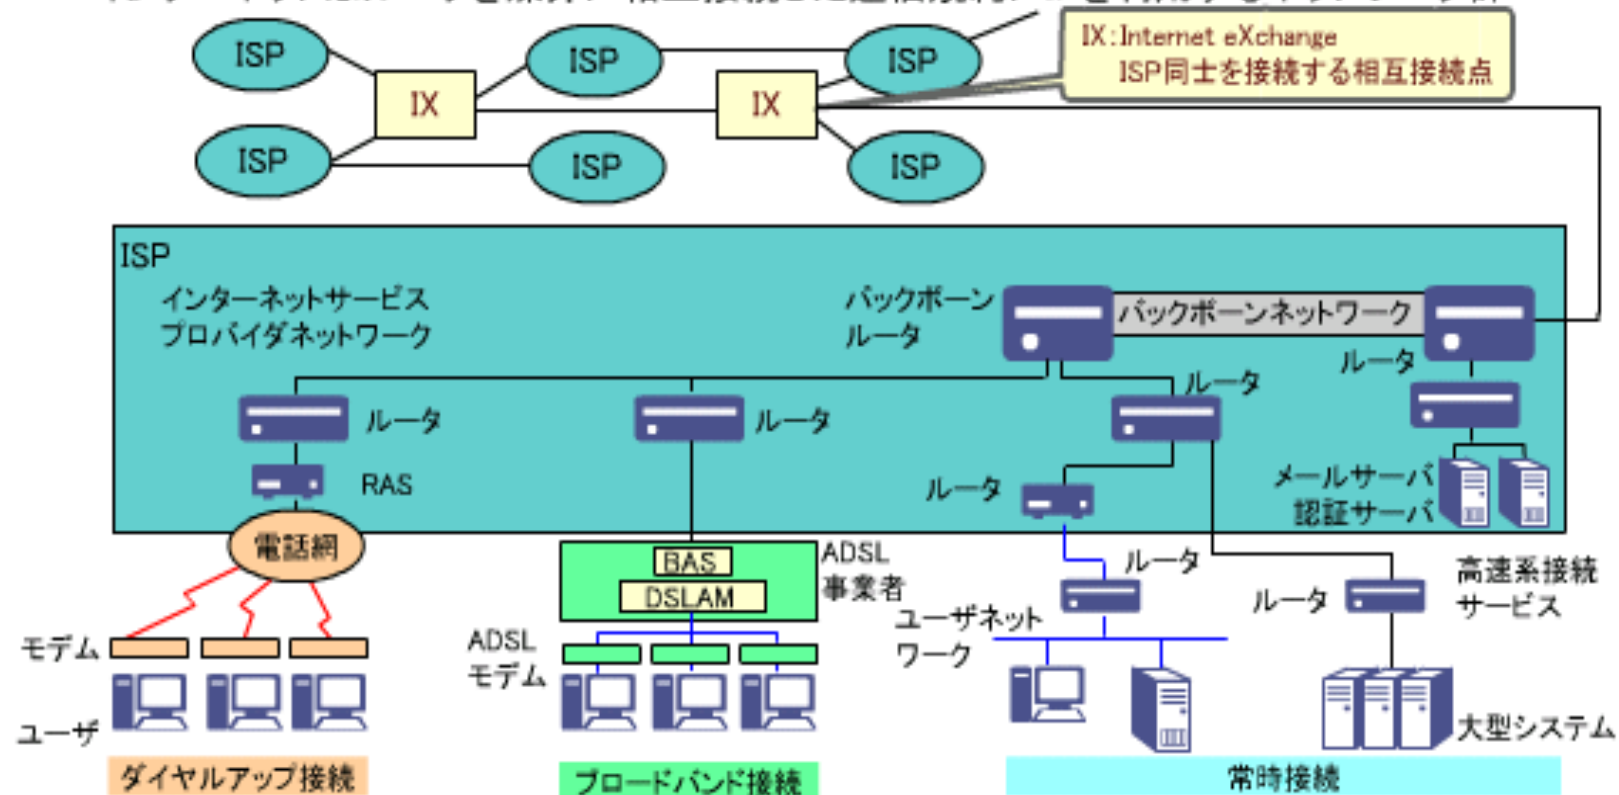 ISP
ISP
ISP
IX:Internet eXchange
ISP同士を接続する相互接続点
IX
IX
ISP
ISP
ISP
ISP
インターネットサービス
プロバイダネットワーク
バックボーン
ルータ
バックボーンネットワーク
ルータ
ルータ
ルータ
ルータ
RAS
ルータ
メールサーバ
認証サーバ
電話網
BAS
DSLAM
ADSL
事業者
ルータ
ルータ
高速系接続
サービス
モデム
ADSL
モデム
ユーザネット
ワーク
ユーザ
大型システム
ダイヤルアップ接続
ブロードバンド接続
常時接続